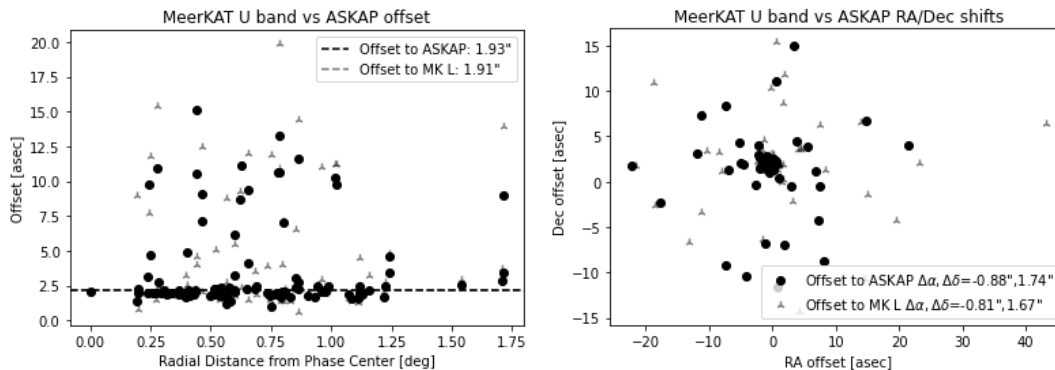 MeerKAT U band vs ASKAP offset
20.0
17.5
15.0
12.5
10.0
7.5
5.0
2.5
0.0
Offset [asec]
Offset to ASKAP: 1.93"
Offset to MK L: 1.91"
0.00 0.25 0.50 0.75 1.00 1.25 1.50 1.75
Radial Distance from Phase Center [deg]
MeerKAT U band vs ASKAP RA/Dec shifts
15
10
5
0
−5
−10
−15
Dec offset [asec]
Offset to ASKAP Δα, Δδ=-0.88",1.74"
Offset to MK L Δα, Δδ=-0.81",1.67"
−20 −10 0 10 20 30 40
RA offset [asec]